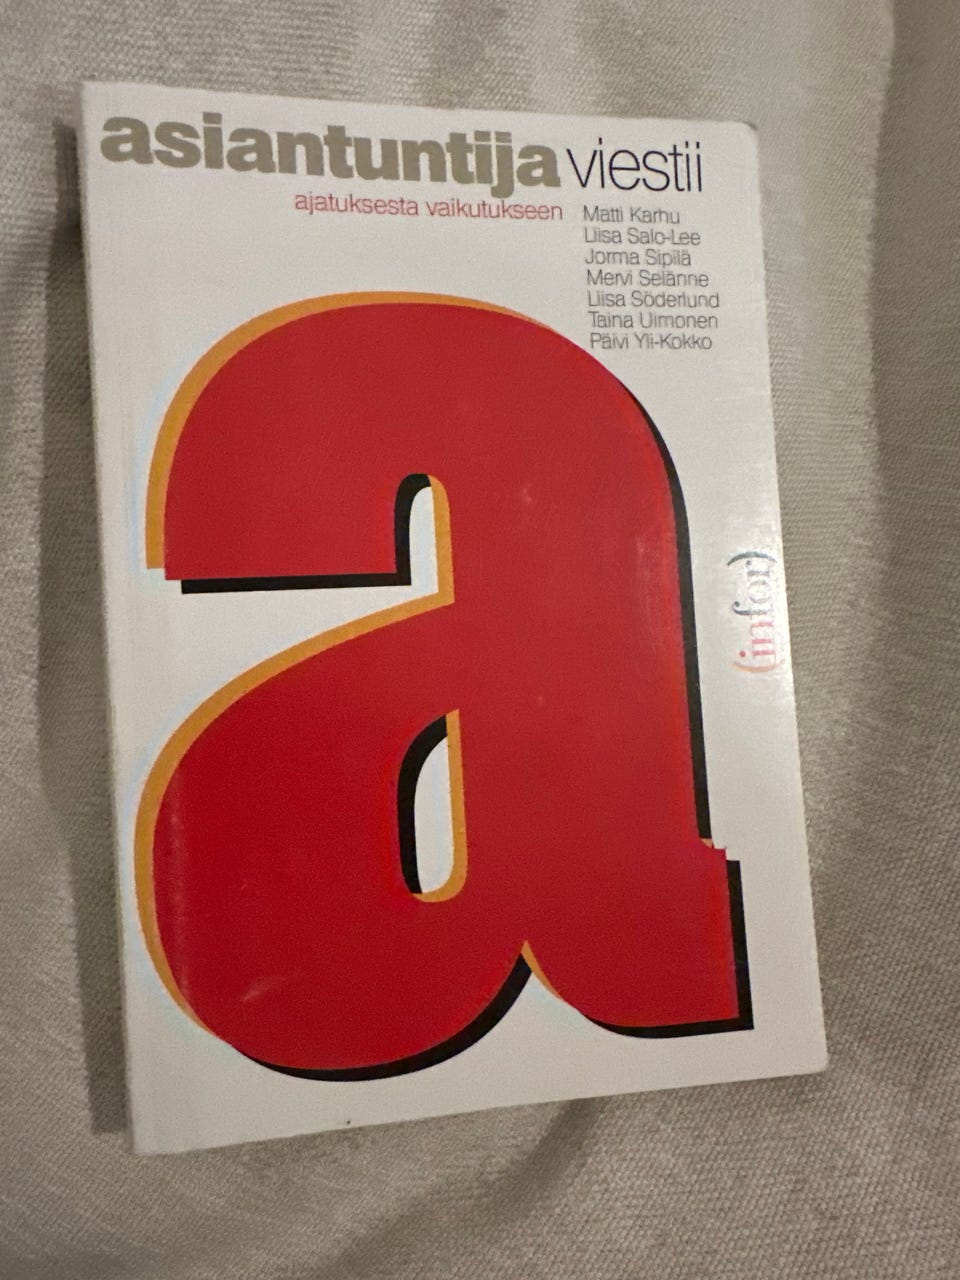 asiantuntija viestii
ajatuksesta vaikutukseen
Matti Karhu
Liisa Salo-Lee
Jorma Sipilä
Mervi Selänne
Liisa Söderlund
Taina Uimonen
Päivi Yli-Kokko
a
(infor)